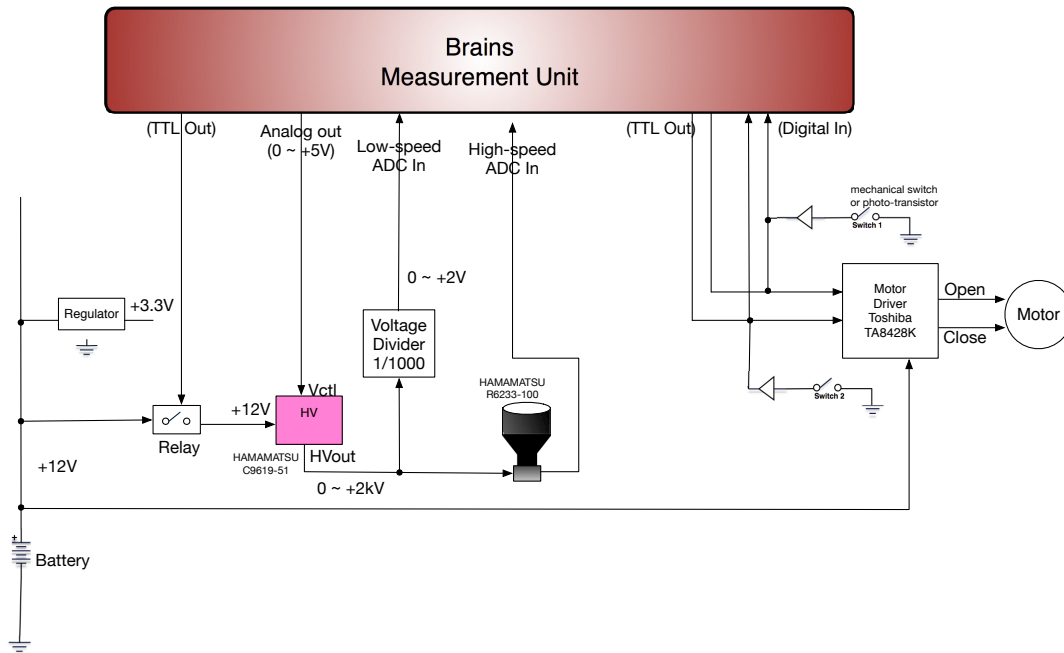 Brains
Measurement Unit
(TTL Out)
Analog out
(0 ~ +5V)
Low-speed
ADC In
High-speed
ADC In
(TTL Out)
(Digital In)
mechanical switch
or photo-transistor
Switch 1
0 ~ +2V
Regulator
+3.3V
Voltage
Divider
1/1000
Motor
Driver
Toshiba
TA8428K
Open
Close
Motor
HAMAMATSU
R6233-100
Switch 2
Vctl
HV
+12V
Relay
HAMAMATSU
C9619-51
HVout
0 ~ +2kV
+12V
+
Battery